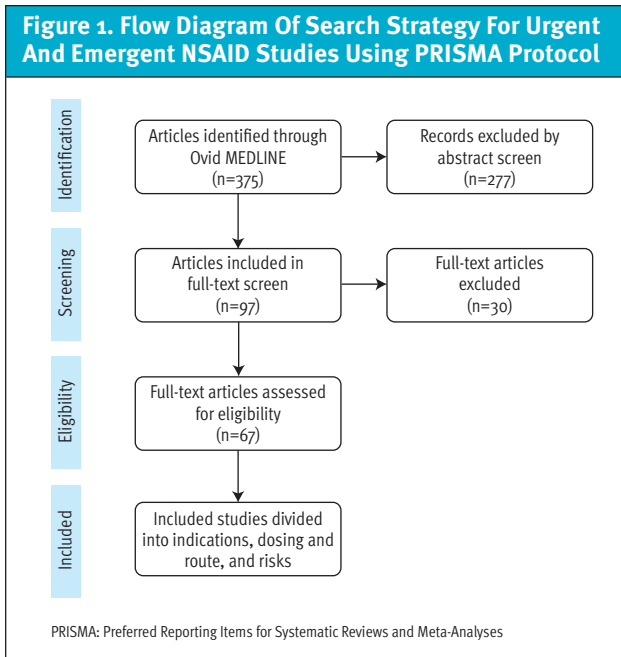 Figure 1. Flow Diagram Of Search Strategy For Urgent
And Emergent NSAID Studies Using PRISMA Protocol
Identification
Articles identified through
Ovid MEDLINE
(n=375)
Records excluded by
abstract screen
(n=277)
Screening
Articles included in
full-text screen
(n=97)
Full-text articles
excluded
(n=30)
Eligibility
Full-text articles assessed
for eligibility
(n=67)
Included
Included studies divided
into indications, dosing and
route, and risks
PRISMA: Preferred Reporting Items for Systematic Reviews and Meta-Analyses